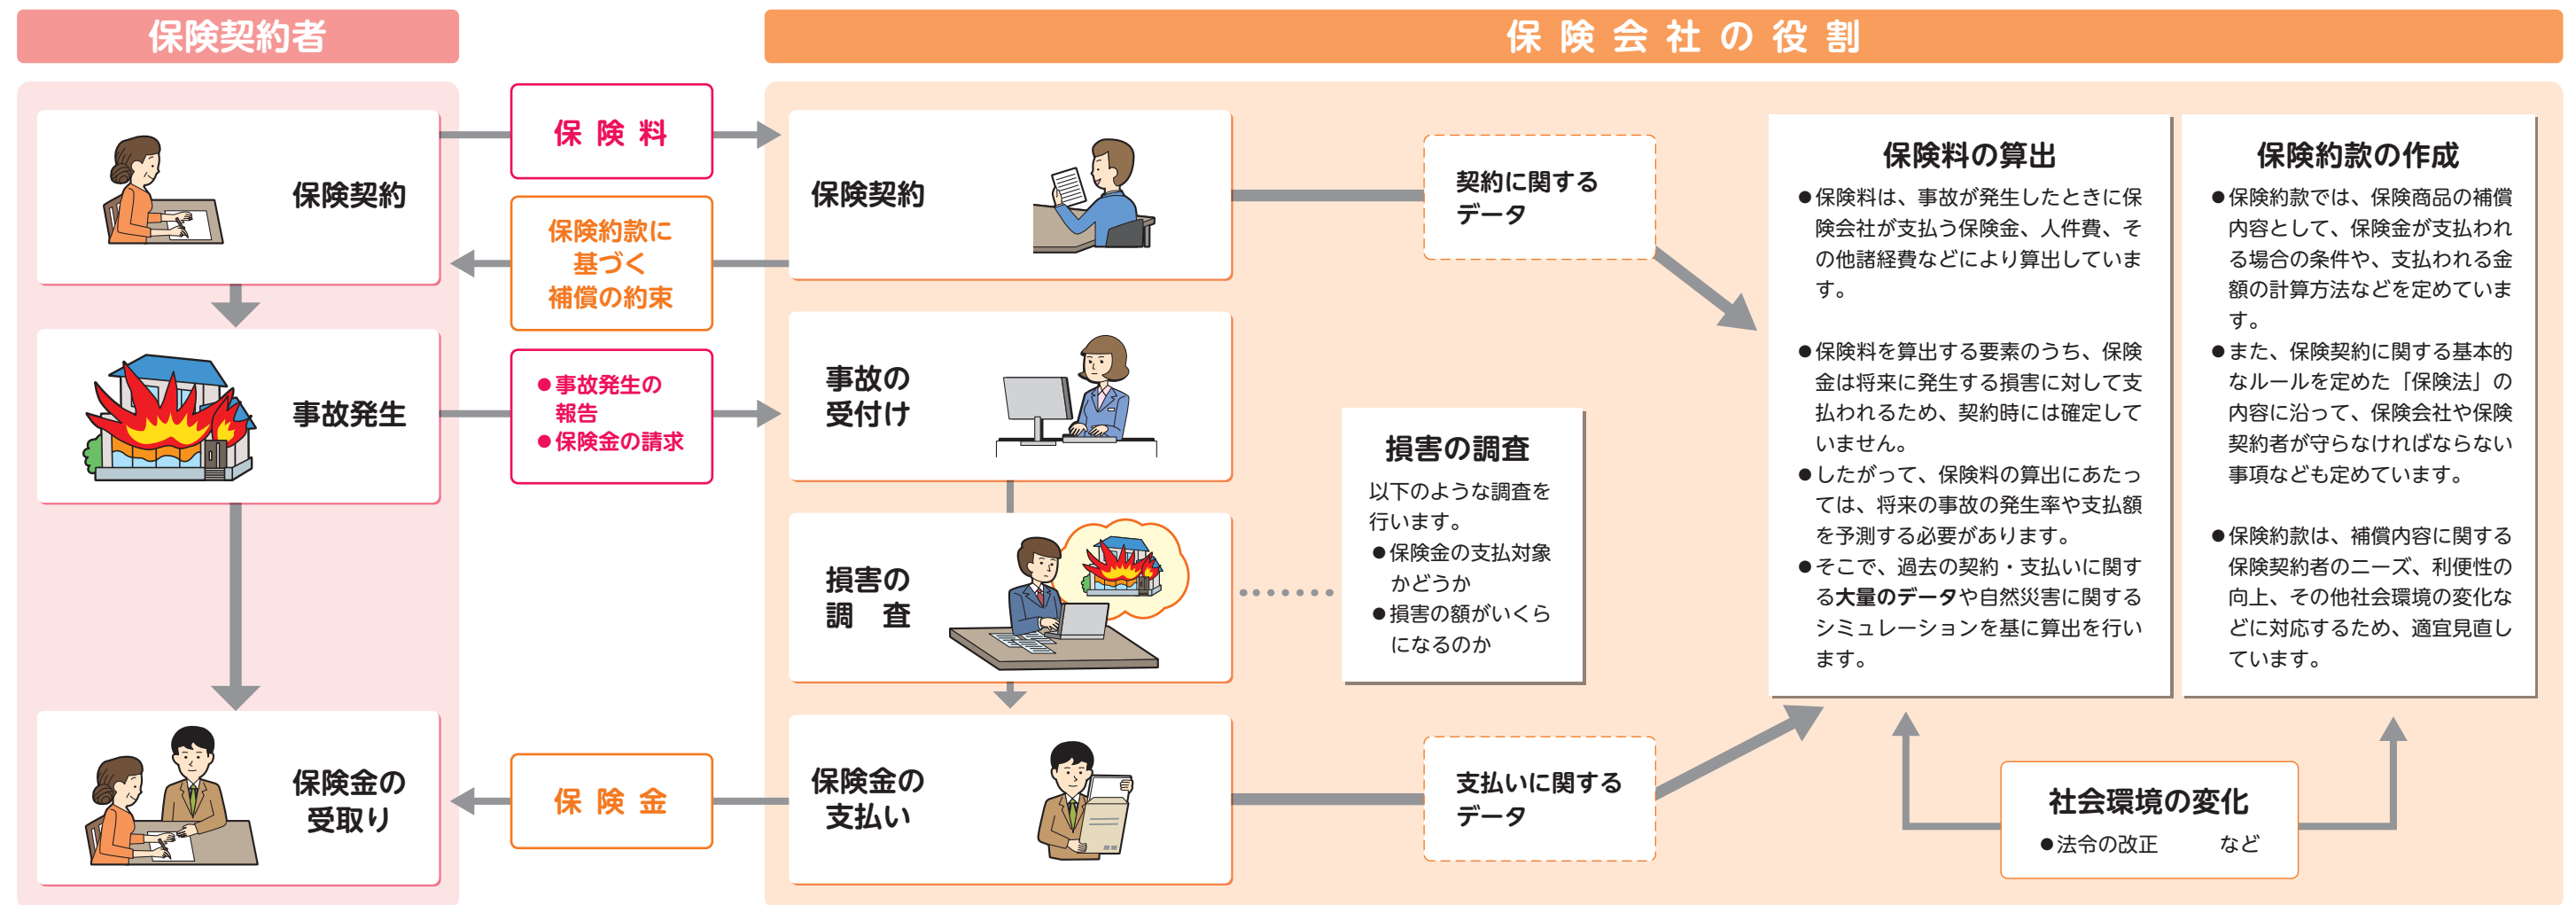 保険契約者
保険会社の役割
保険契約
保険料
保険約款に
基づく
補償の約束
事故発生
●事故発生の
報告
●保険金の請求
保険金の
受取り
保険金
保険契約
事故の
受付け
損害の
調　査
保険金の
支払い
損害の調査
以下のような調査を
行います。
●保険金の支払対象
かどうか
●損害の額がいくら
になるのか
契約に関する
データ
支払いに関する
データ
保険料の算出
●保険料は、事故が発生したときに保
険会社が支払う保険金、人件費、そ
の他諸経費などにより算出していま
す。
●保険料を算出する要素のうち、保険
金は将来に発生する損害に対して支
払われるため、契約時には確定して
いません。
●したがって、保険料の算出にあたっ
ては、将来の事故の発生率や支払額
を予測する必要があります。
●そこで、過去の契約・支払いに関す
る大量のデータや自然災害に関する
シミュレーションを基に算出を行い
ます。
保険約款の作成
●保険約款では、保険商品の補償
内容として、保険金が支払われ
る場合の条件や、支払われる金
額の計算方法などを定めていま
す。
●また、保険契約に関する基本的
なルールを定めた「保険法」の
内容に沿って、保険会社や保険
契約者が守らなければならない
事項なども定めています。
●保険約款は、補償内容に関する
保険契約者のニーズ、利便性の
向上、その他社会環境の変化な
どに対応するため、適宜見直し
ています。
社会環境の変化
●法令の改正　　など